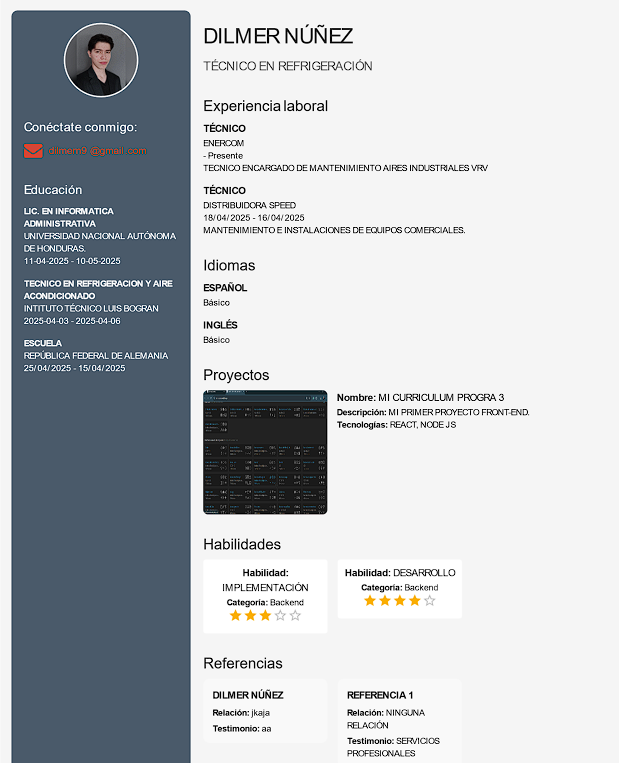 DILMER NÚÑEZ
TÉCNICO EN REFRIGERACIÓN
Conéctate conmigo:
Educación
LIC. EN INFORMATICA
ADMINISTRATIVA
UNIVERSIDAD NACIONAL AUTÓNOMA
DE HONDURAS.
11-04-2025 - 10-05-2025
TECNICO EN REFRIGERACION Y AIRE
ACONDICIONADO
INTITUTO TÉCNICO LUIS BOGRAN
2025-04-03 - 2025-04-06
ESCUELA
REPÚBLICA FEDERAL DE ALEMANIA
25/04/2025 - 15/04/2025
Experiencia laboral
TÉCNICO
ENERCOM
- Presente
TECNICO ENCARGADO DE MANTENIMIENTO AIRES INDUSTRIALES VRV
TÉCNICO
DISTRIBUIDORA SPEED
18/04/2025 - 16/04/2025
MANTENIMIENTO E INSTALACIONES DE EQUIPOS COMERCIALES.
Idiomas
ESPAÑOL
Básico
INGLÉS
Básico
Proyectos
Nombre: MI CURRICULUM PROGRA 3
Descripción: MI PRIMER PROYECTO FRONT-END.
Tecnologías: REACT, NODE JS
Habilidades
Habilidad:
IMPLEMENTACIÓN
Categoría: Backend
Habilidad: DESARROLLO
Categoría: Backend
Referencias
DILMER NÚÑEZ
Relación: jkaja
Testimonio: aa
REFERENCIA 1
Relación: NINGUNA
RELACIÓN
Testimonio: SERVICIOS
PROFESIONALES